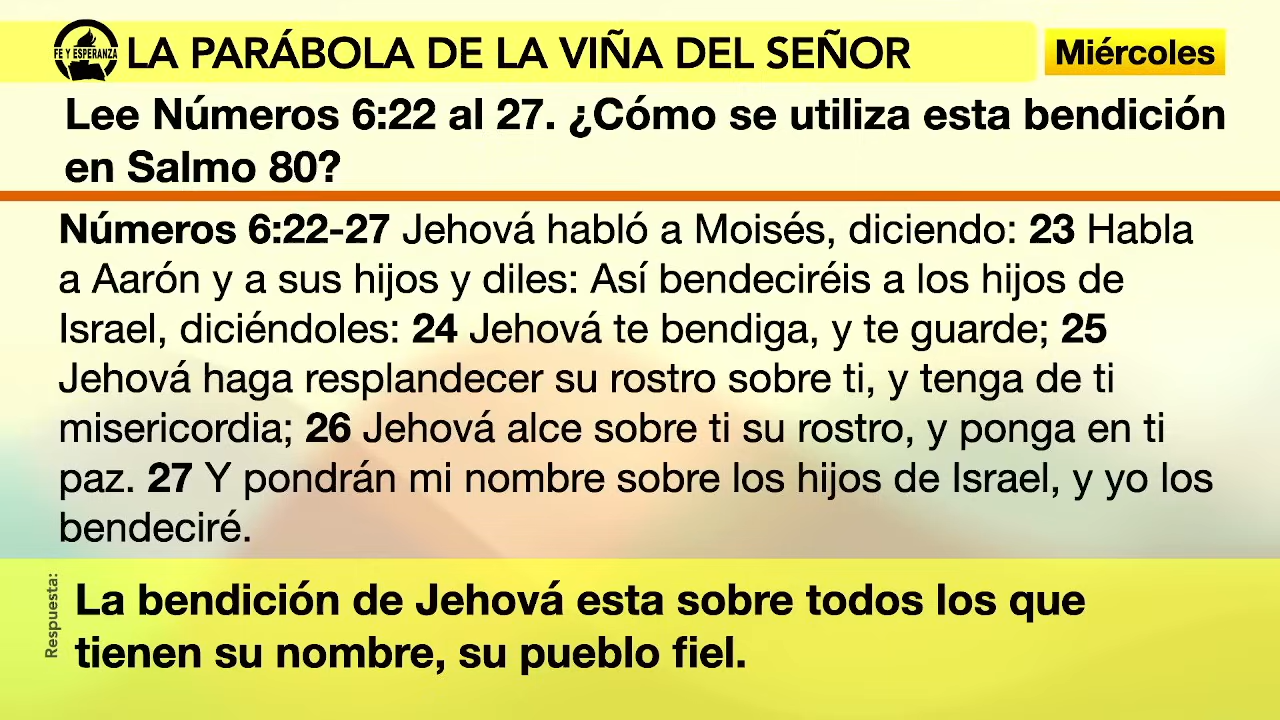 FE Y ESPERANZA
LA PARÁBOLA DE LA VIÑA DEL SEÑOR
Miércoles
Lee Números 6:22 al 27. ¿Cómo se utiliza esta bendición
en Salmo 80?
Números 6:22-27 Jehová habló a Moisés, diciendo: 23 Habla
a Aarón y a sus hijos y diles: Así bendeciréis a los hijos de
Israel, diciéndoles: 24 Jehová te bendiga, y te guarde; 25
Jehová haga resplandecer su rostro sobre ti, y tenga de ti
misericordia; 26 Jehová alce sobre ti su rostro, y ponga en ti
paz. 27 Y pondrán mi nombre sobre los hijos de Israel, y yo los
bendeciré.
Respuesta:
La bendición de Jehová esta sobre todos los que
tienen su nombre, su pueblo fiel.